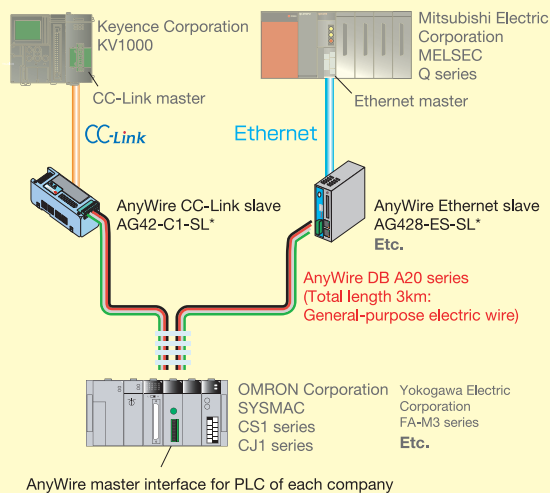 Keyence Corporation
KV1000
CC-Link master
CC-Link
Mitsubishi Electric
Corporation
MELSEC
Q series
Ethernet master
Ethernet
AnyWire CC-Link slave
AG42-C1-SL*
AnyWire Ethernet slave
AG428-ES-SL*
Etc.
AnyWire DB A20 series
(Total length 3km:
General-purpose electric wire)
OMRON Corporation
SYSMAC
CS1 series
CJ1 series
Yokogawa Electric
Corporation
FA-M3 series
Etc.
AnyWire master interface for PLC of each company